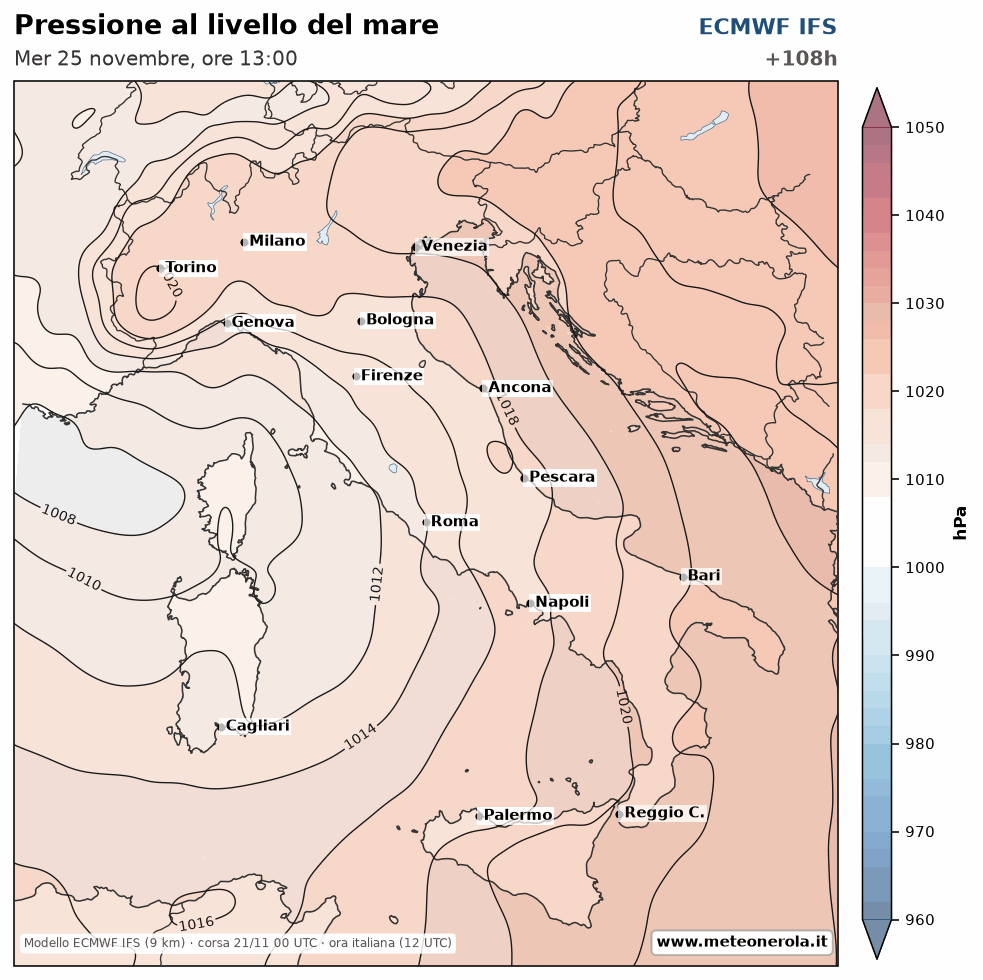 Pressione al livello del mare
ECMWF IFS
Mer 25 novembre, ore 13:00
+108h
Milano
Venezia
Torino
1020
Genova
Bologna
Firenze
Ancona
1018
Pescara
1008
Roma
1010
1012
Bari
Napoli
1020
Cagliari
1014
Palermo
Reggio C.
1016
Modello ECMWF IFS (9 km) · corsa 21/11 00 UTC · ora italiana (12 UTC)
www.meteonerola.it
1050
1040
1030
1020
1010
1000
990
980
970
960
hPa